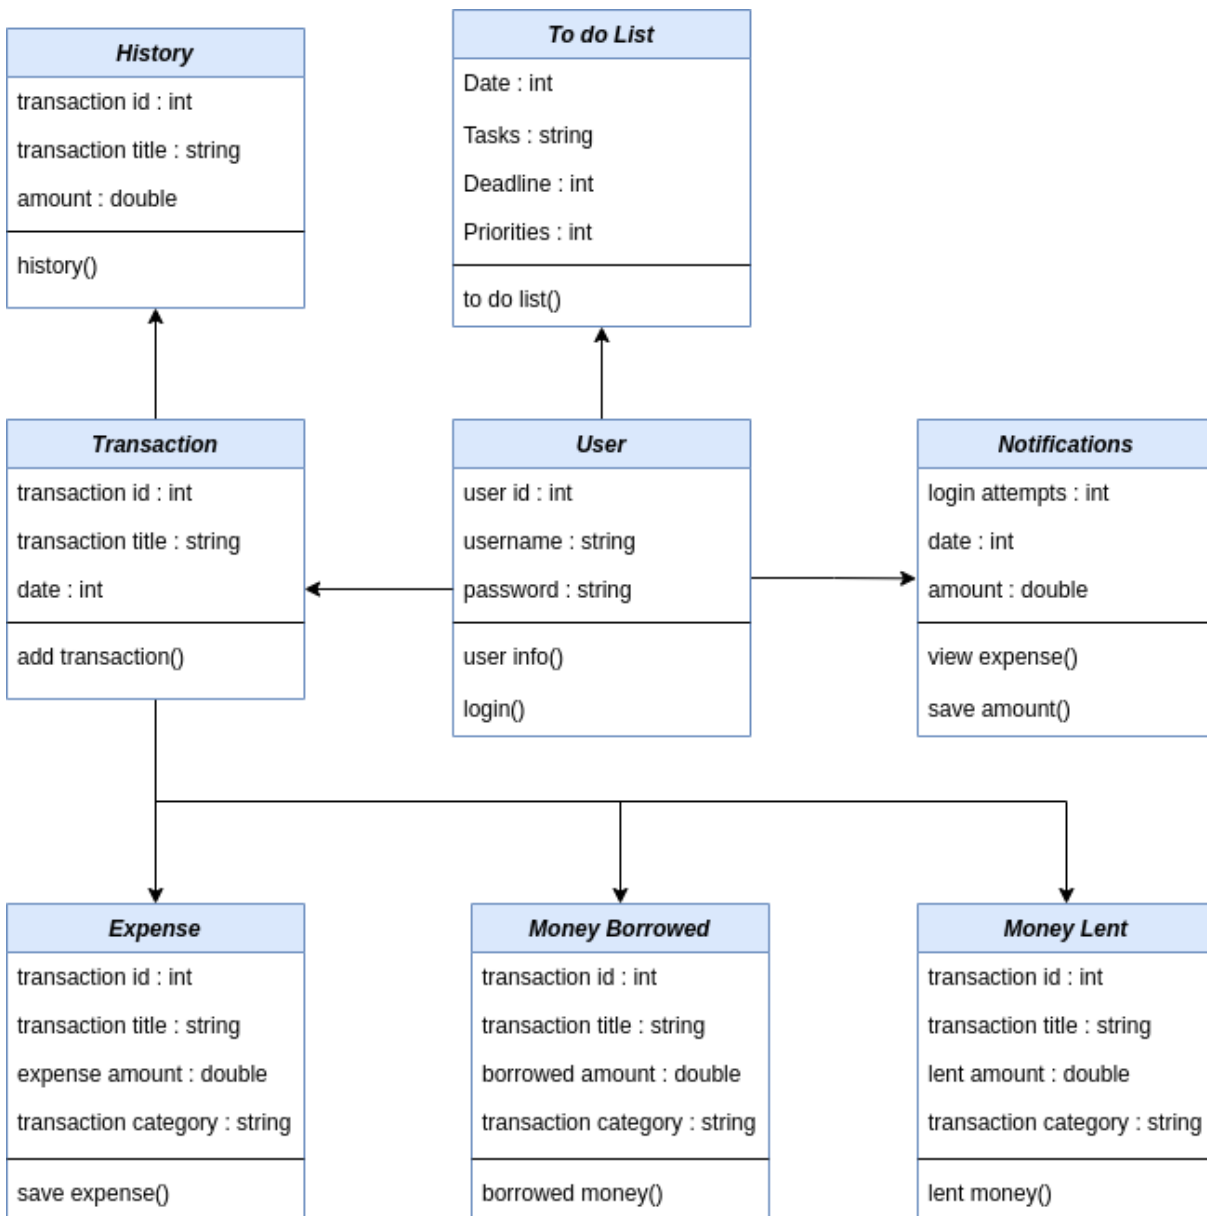 History
transaction id : int
transaction title : string
amount : double
history()
To do List
Date : int
Tasks : string
Deadline : int
Priorities : int
to do list()
Transaction
transaction id : int
transaction title : string
date : int
add transaction()
User
user id : int
username : string
password : string
user info()
login()
Notifications
login attempts : int
date : int
amount : double
view expense()
save amount()
Expense
transaction id : int
transaction title : string
expense amount : double
transaction category : string
save expense()
Money Borrowed
transaction id : int
transaction title : string
borrowed amount : double
transaction category : string
borrowed money()
Money Lent
transaction id : int
transaction title : string
lent amount : double
transaction category : string
lent money()